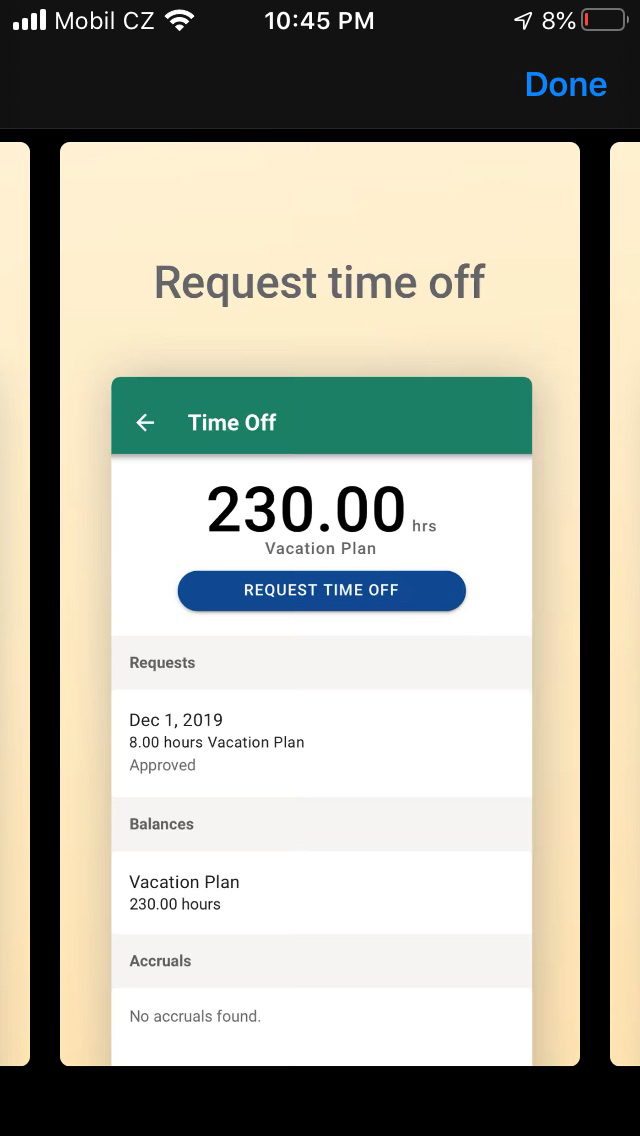 Mobil CZ 10:45 PM 8%
Done
Request time off
Time Off
230.00 hrs
Vacation Plan
REQUEST TIME OFF
Requests
Dec 1, 2019
8.00 hours Vacation Plan
Approved
Balances
Vacation Plan
230.00 hours
Accruals
No accruals found.